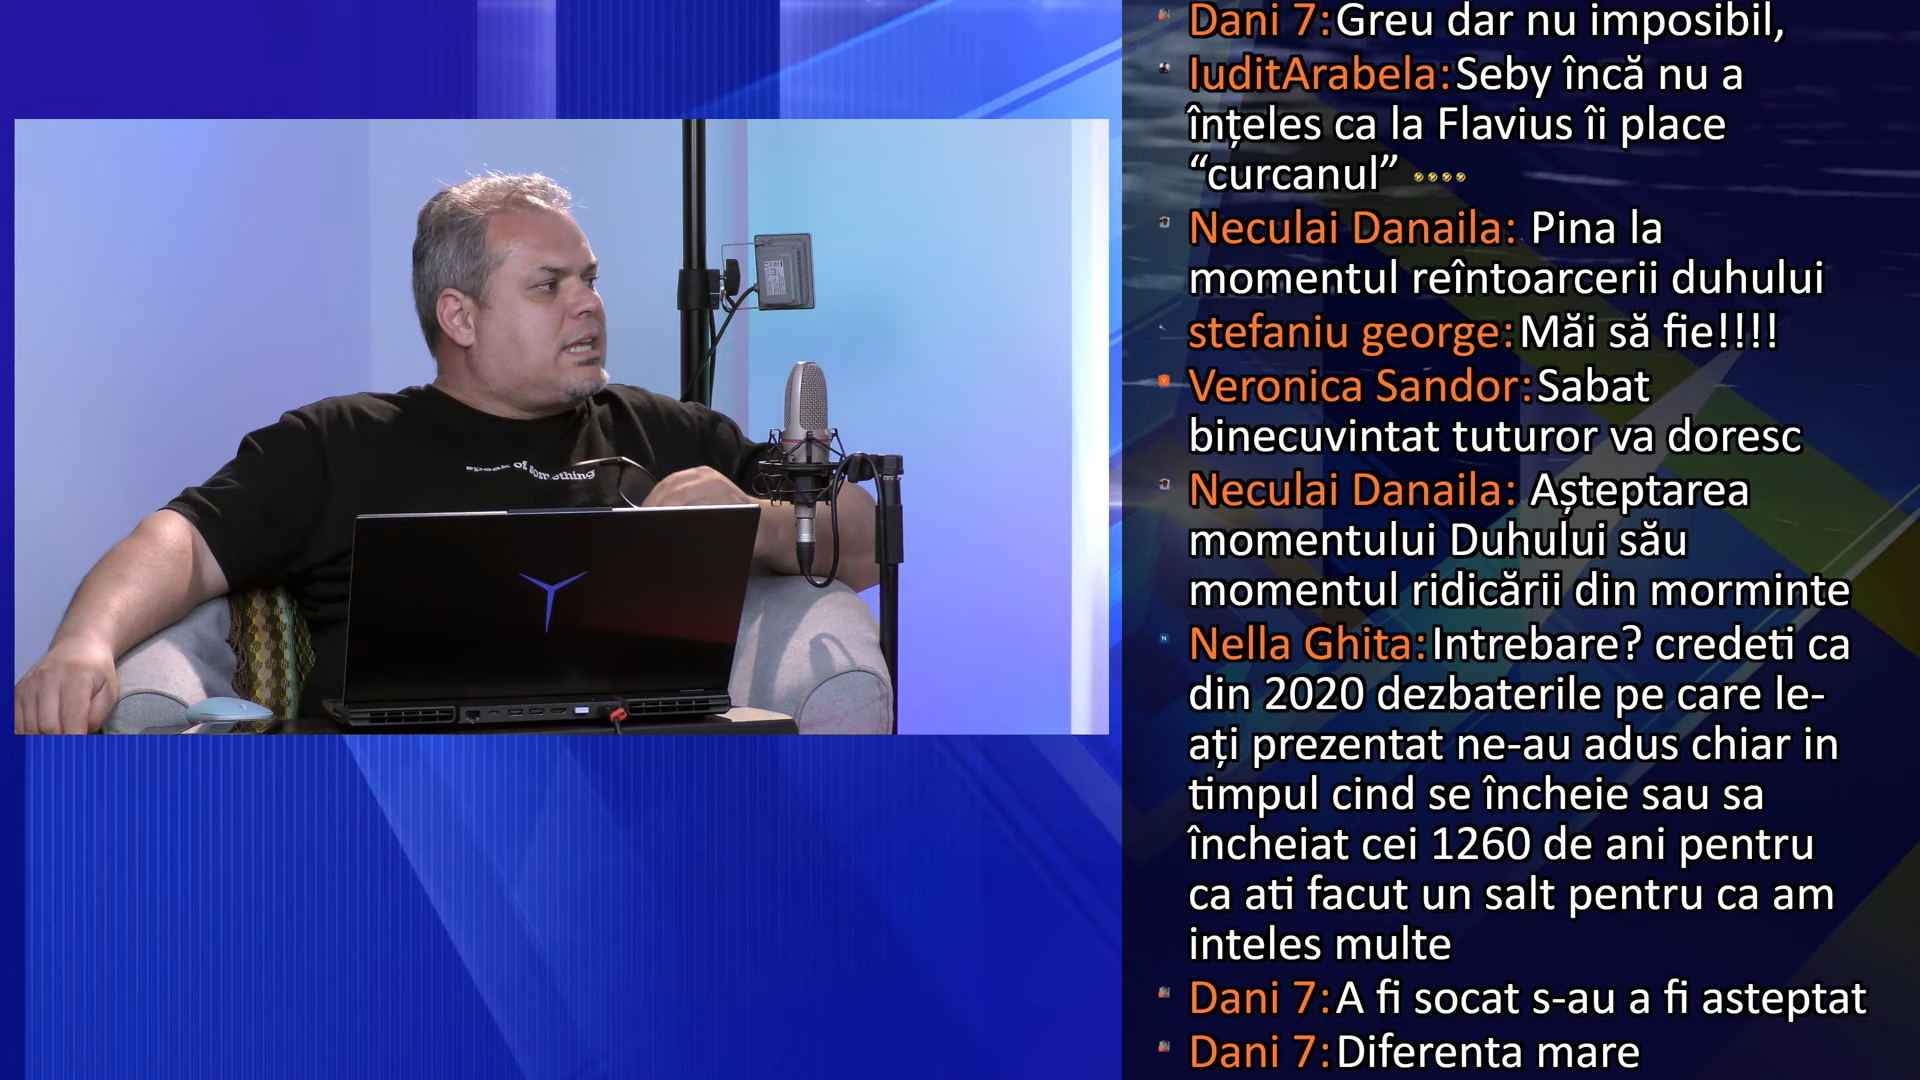 Dani 7:Greu dar nu imposibil,
IuditArabela:Seby încă nu a
înțeles ca la Flavius îi place
“curcanul” 🤣🤣🤣🤣
Neculai Danaila: Pina la
momentul reîntoarcerii duhului
stefaniu george:Măi să fie!!!!
Veronica Sandor:Sabat
binecuvintat tuturor va doresc
Neculai Danaila: Așteptarea
momentului Duhului său
momentul ridicării din morminte
Nella Ghita:Intrebare? credeti ca
din 2020 dezbaterile pe care le-
ați prezentat ne-au adus chiar in
timpul cind se încheie sau sa
încheiat cei 1260 de ani pentru
ca ati facut un salt pentru ca am
inteles multe
Dani 7:A fi socat s-au a fi asteptat
Dani 7:Diferenta mare
speak of something